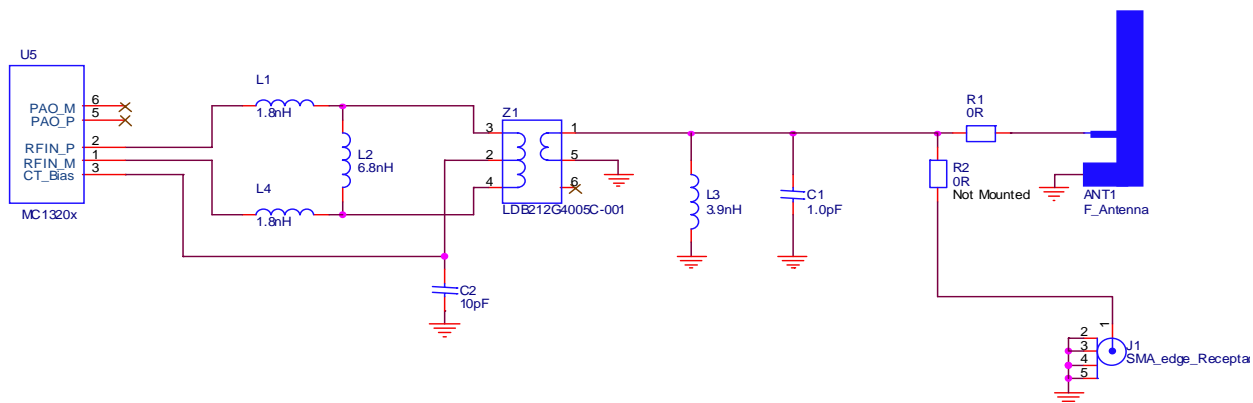 U5
PAO_M
6
PAO_P
5
RFIN_P
2
RFIN_M
1
CT_Bias
3
MC1320x
L1
1.8nH
L2
6.8nH
L4
1.8nH
C2
10pF
Z1
3
2
4
1
5
6
LDB212G4005C-001
L3
3.9nH
C1
1.0pF
R1
0R
R2
0R
Not Mounted
ANT1
F_Antenna
1
2
3
4
5
J1
SMA_edge_Receptac